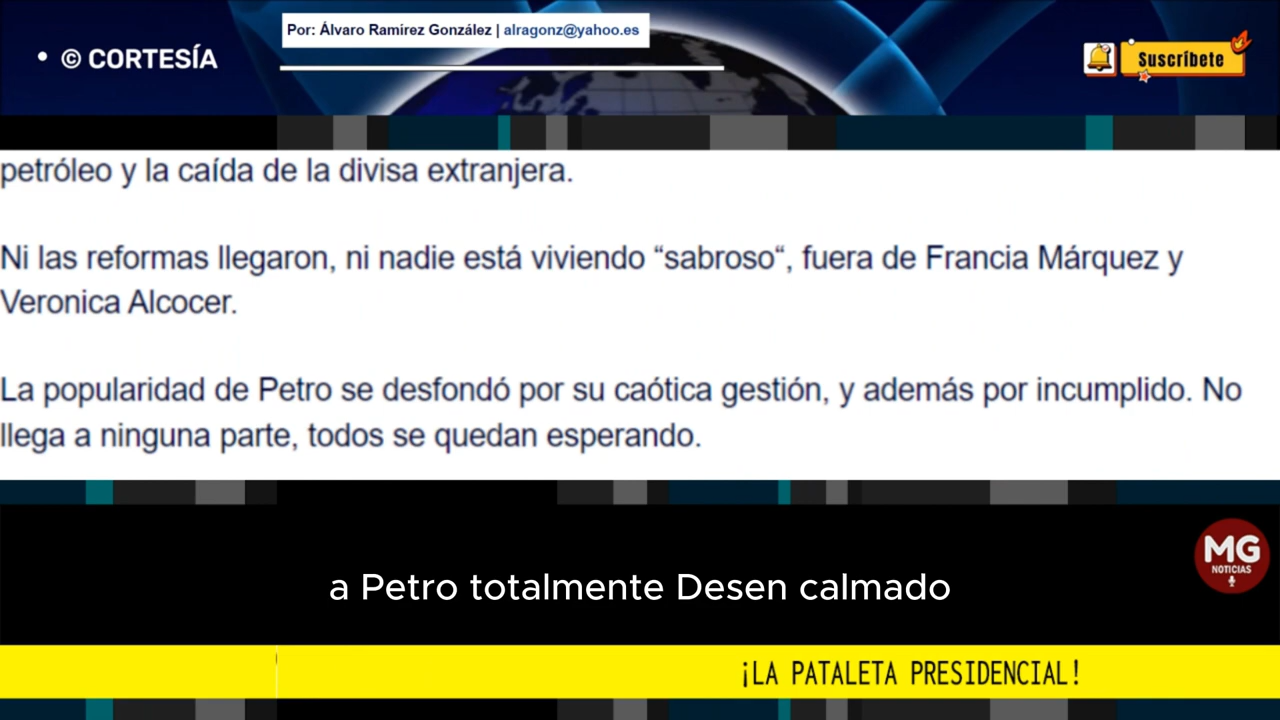 Por: Álvaro Ramírez González | alragonz@yahoo.es
• © CORTESÍA
Suscríbete
petróleo y la caída de la divisa extranjera.
Ni las reformas llegaron, ni nadie está viviendo “sabroso“, fuera de Francia Márquez y
Veronica Alcocer.
La popularidad de Petro se desfondó por su caótica gestión, y además por incumplido. No
llega a ninguna parte, todos se quedan esperando.
MG
NOTICIAS
a Petro totalmente Desen calmado
¡LA PATALETA PRESIDENCIAL!